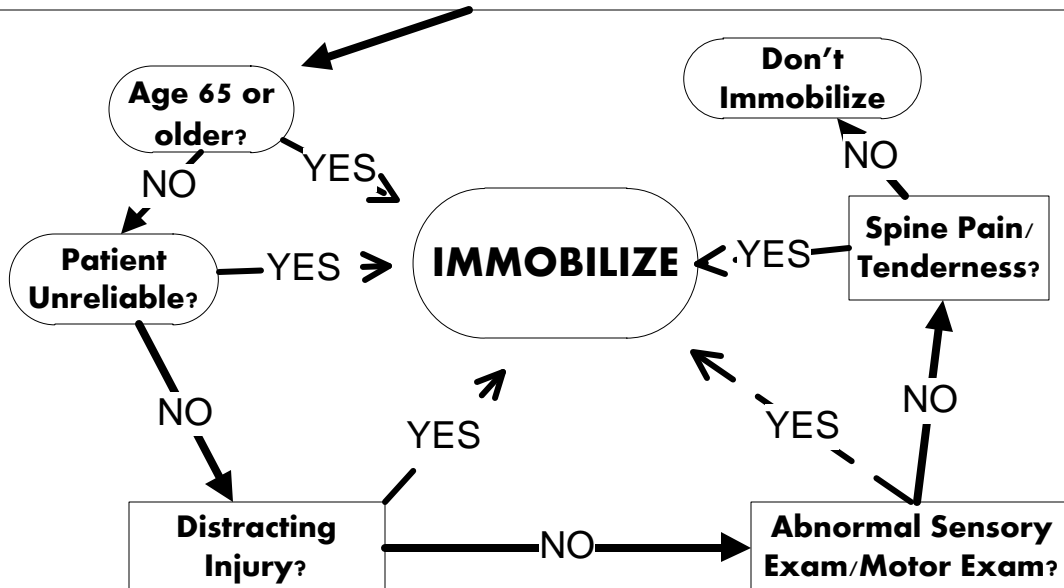 Age 65 or
older?
YES
NO
Patient
Unreliable?
YES
NO
Distracting
Injury?
YES
NO
Abnormal Sensory
Exam/Motor Exam?
YES
NO
Spine Pain/
Tenderness?
YES
NO
Don't
Immobilize
IMMOBILIZE